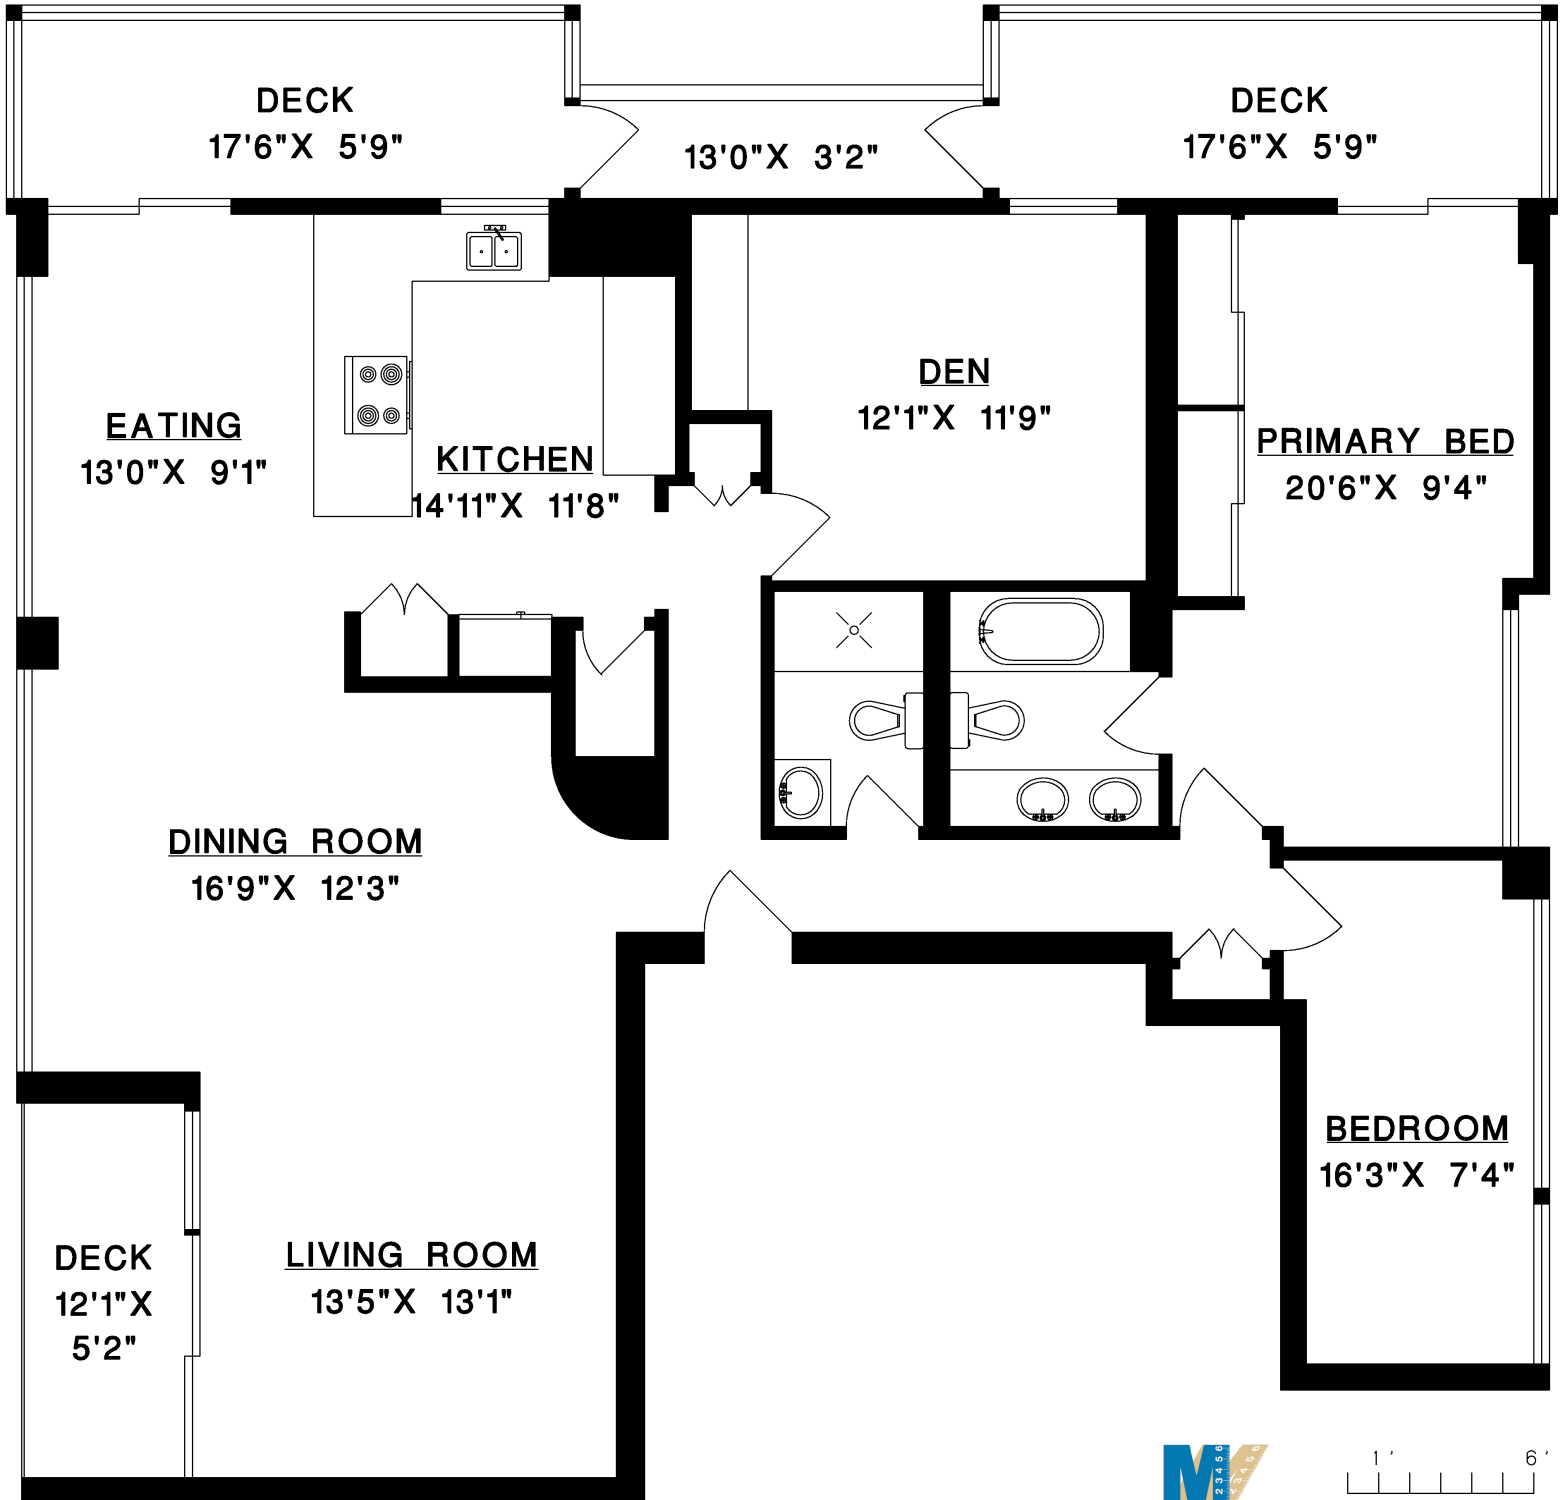 DECK
17'6"X 5'9"
13'0"X 3'2"
DECK
17'6"X 5'9"
EATING
13'0"X 9'1"
KITCHEN
14'11"X 11'8"
DEN
12'1"X 11'9"
PRIMARY BED
20'6"X 9'4"
DINING ROOM
16'9"X 12'3"
BEDROOM
16'3"X 7'4"
DECK
12'1"X
5'2"
LIVING ROOM
13'5"X 13'1"
M
23456
23456
1' 6'